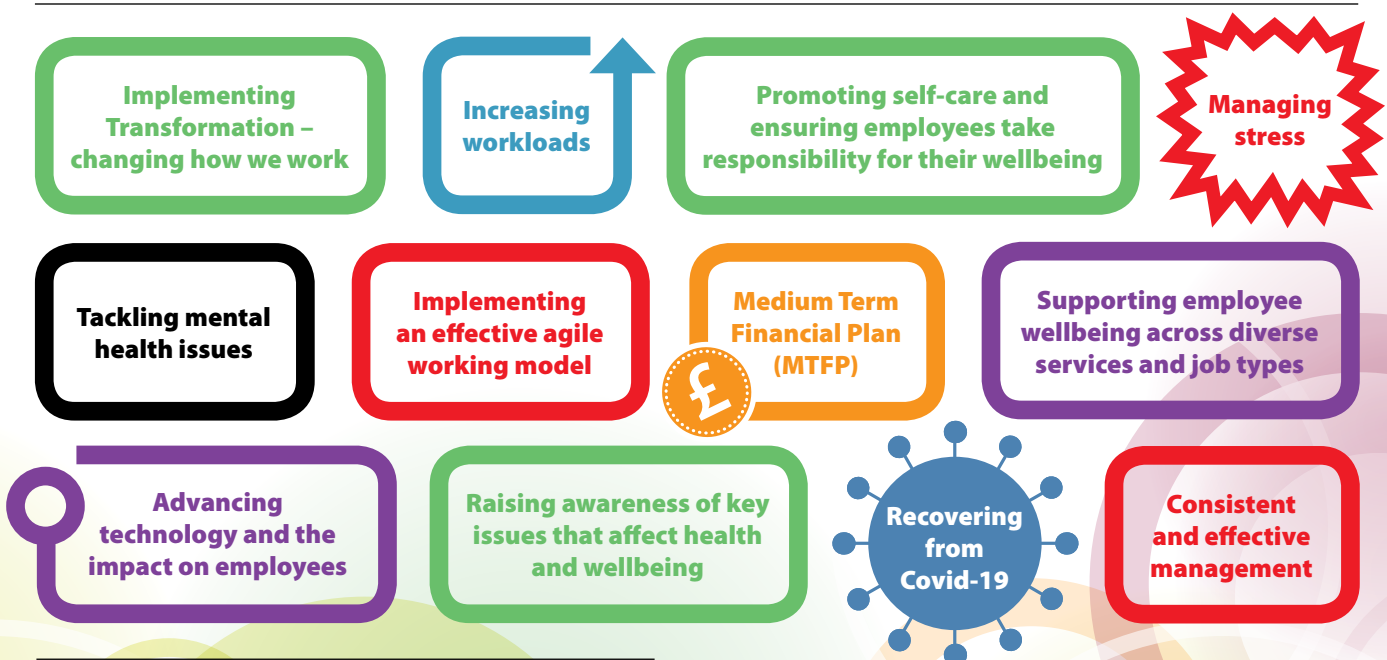 Implementing
Transformation –
changing how we work
Increasing
workloads
Promoting self-care and
ensuring employees take
responsibility for their wellbeing
Managing
stress
Tackling mental
health issues
Implementing
an effective agile
working model
Medium Term
Financial Plan
(MTFP)
£
Supporting employee
wellbeing across diverse
services and job types
Advancing
technology and the
impact on employees
Raising awareness of key
issues that affect health
and wellbeing
Recovering
from
Covid-19
Consistent
and effective
management